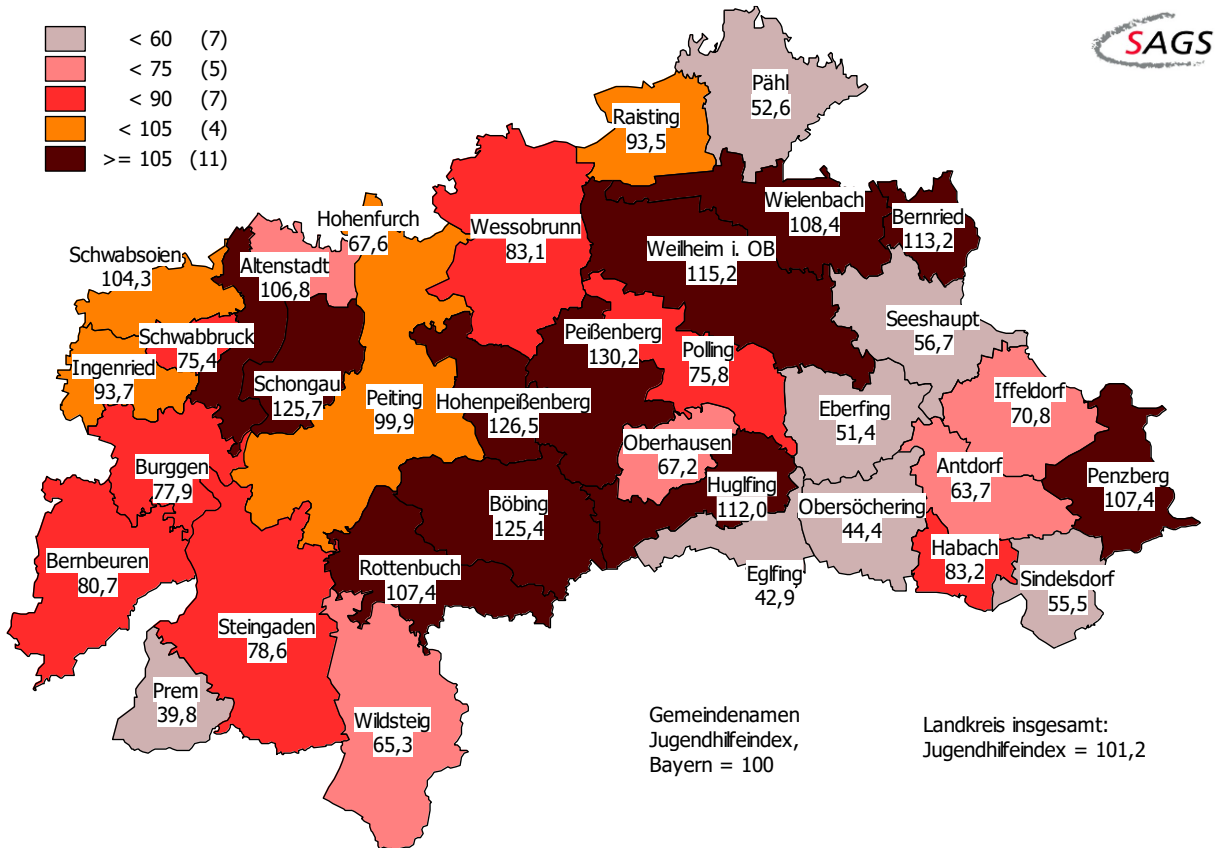 < 60 (7)
< 75 (5)
< 90 (7)
< 105 (4)
>= 105 (11)
SAGS
Pähl
52,6
Raisting
93,5
Wielenbach
108,4
Bernried
113,2
Hohenfurch
67,6
Wessobrunn
83,1
Weilheim i. OB
115,2
Schwabsoien
104,3
Altenstadt
106,8
Seeshaupt
56,7
Schwabbruck
75,4
Peißenberg
130,2
Polling
75,8
Ingenried
93,7
Schongau
125,7
Peiting
99,9
Hohenpeißenberg
126,5
Eberfing
51,4
Iffeldorf
70,8
Oberhausen
67,2
Burggen
77,9
Antdorf
63,7
Penzberg
107,4
Huglfing
112,0
Böbing
125,4
Obersöchering
44,4
Bernbeuren
80,7
Rottenbuch
107,4
Eglfing
42,9
Habach
83,2
Sindelsdorf
55,5
Steingaden
78,6
Prem
39,8
Wildsteig
65,3
Gemeindenamen
Jugendhilfeindex,
Bayern = 100
Landkreis insgesamt:
Jugendhilfeindex = 101,2